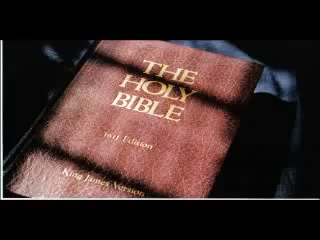 THE
HOLY
BIBLE
1611 Edition
King James Version